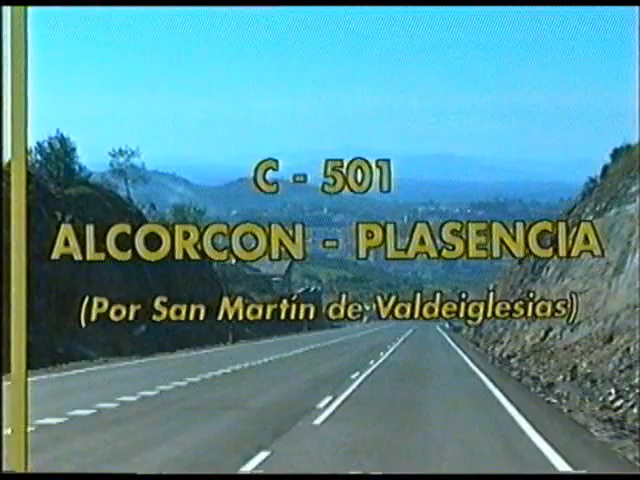 C - 501
ALCORCON - PLASENCIA
(Por San Martín de Valdeiglesias)